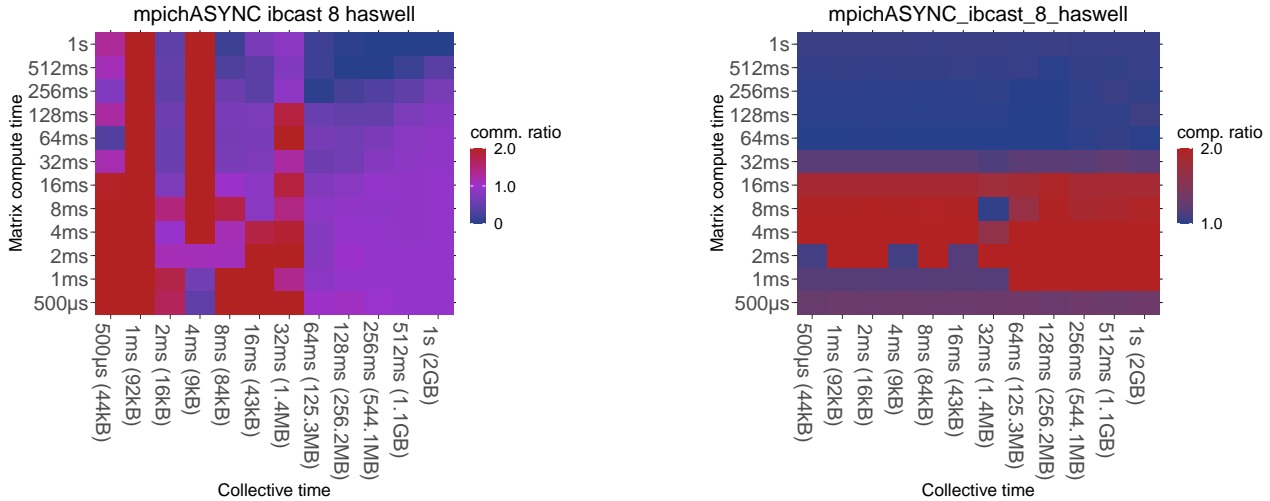 mpichASYNC ibcast 8 haswell
Matrix compute time
1s
512ms
256ms
128ms
64ms
32ms
16ms
8ms
4ms
2ms
1ms
500µs
500µs (44kB)
1ms (92kB)
2ms (16kB)
4ms (9kB)
8ms (84kB)
16ms (43kB)
32ms (1.4MB)
64ms (125.3MB)
128ms (256.2MB)
256ms (544.1MB)
512ms (1.1GB)
1s (2GB)
Collective time
comm. ratio
2.0
1.0
0
mpichASYNC_ibcast_8_haswell
Matrix compute time
1s
512ms
256ms
128ms
64ms
32ms
16ms
8ms
4ms
2ms
1ms
500µs
500µs (44kB)
1ms (92kB)
2ms (16kB)
4ms (9kB)
8ms (84kB)
16ms (43kB)
32ms (1.4MB)
64ms (125.3MB)
128ms (256.2MB)
256ms (544.1MB)
512ms (1.1GB)
1s (2GB)
Collective time
comp. ratio
2.0
1.0